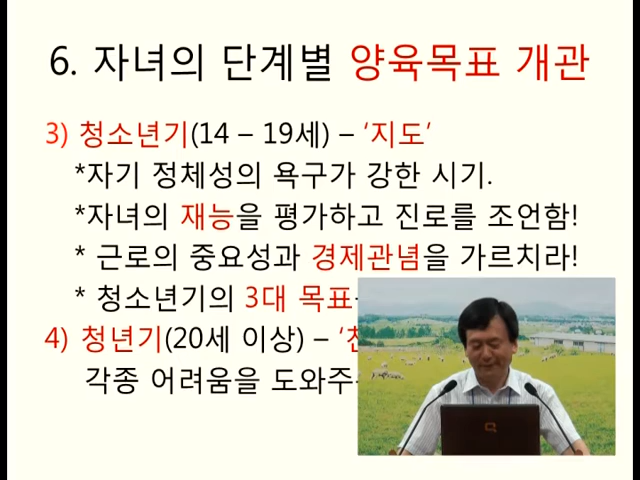 6. 자녀의 단계별 양육목표 개관
3) 청소년기(14 – 19세) – ‘지도’
*자기 정체성의 욕구가 강한 시기.
*자녀의 재능을 평가하고 진로를 조언함!
* 근로의 중요성과 경제관념을 가르치라!
* 청소년기의 3대 목표
4) 청년기(20세 이상) –
각종 어려움을